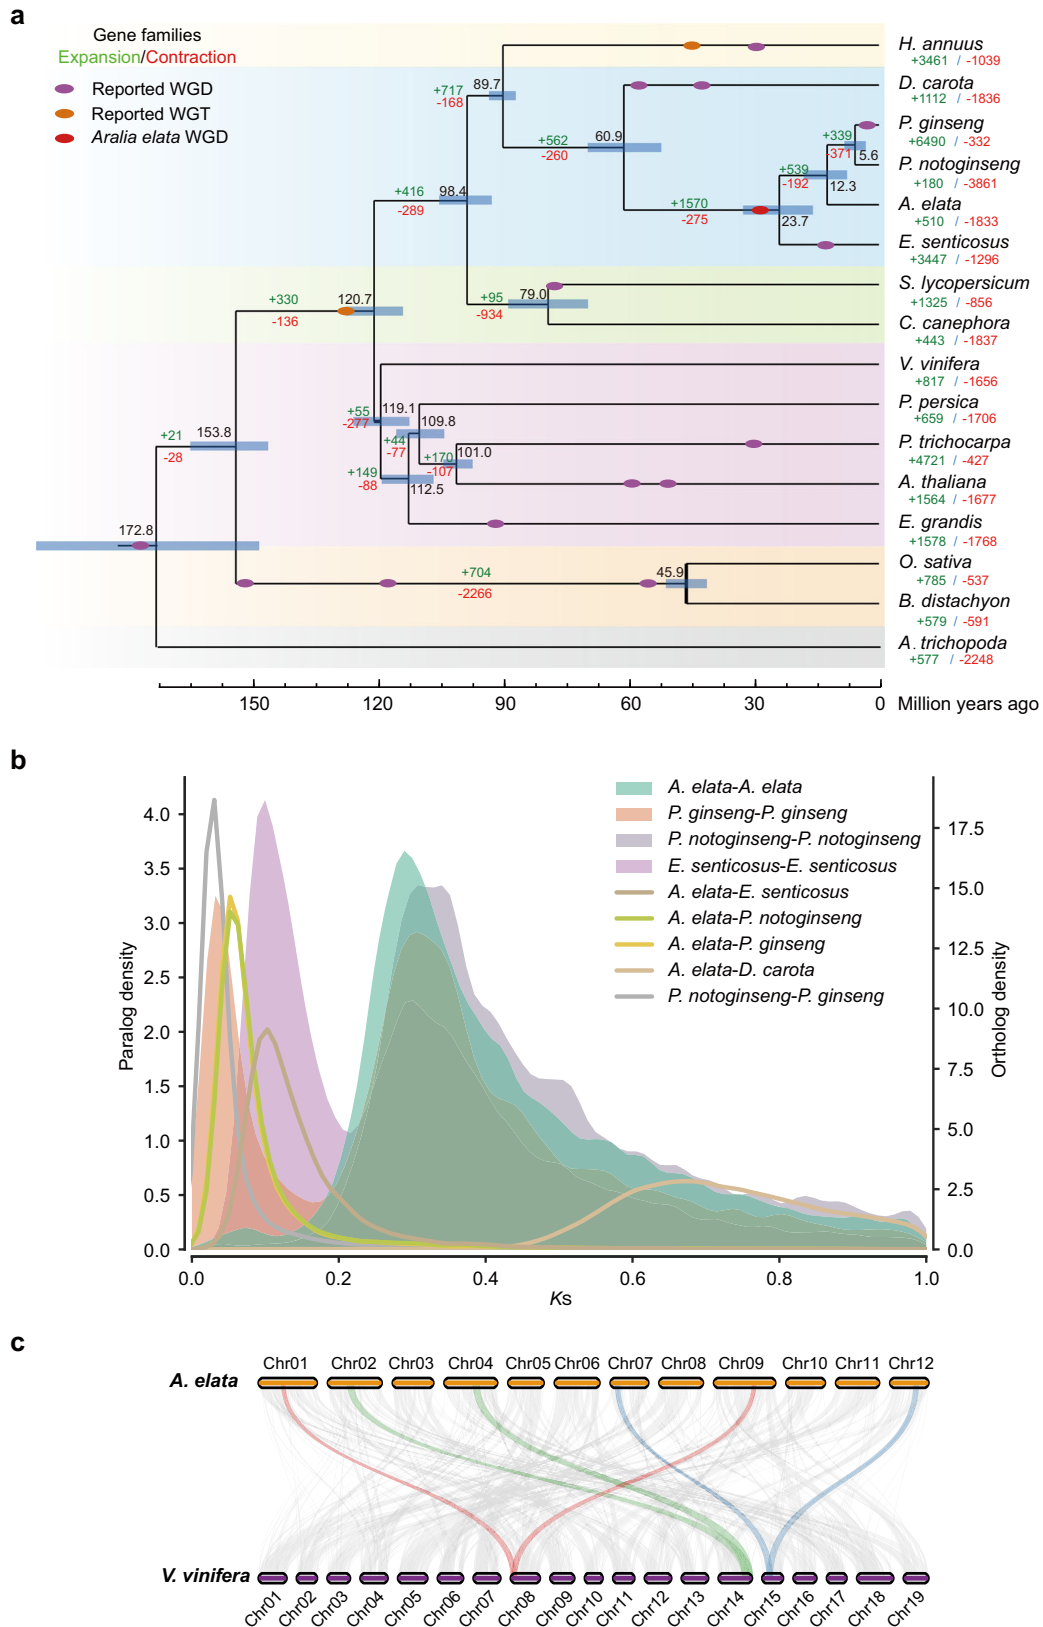 a
Gene families
Expansion/Contraction
Reported WGD
Reported WGT
Aralia elata WGD
H. annuus
+3461 / -1039
D. carota
+1112 / -1836
P. ginseng
+6490 / -332
P. notoginseng
+180 / -3861
A. elata
+510 / -1833
E. senticosus
+3447 / -1296
S. lycopersicum
+1325 / -856
C. canephora
+443 / -1837
V. vinifera
+817 / -1656
P. persica
+659 / -1706
P. trichocarpa
+4721 / -427
A. thaliana
+1564 / -1677
E. grandis
+1578 / -1768
O. sativa
+785 / -537
B. distachyon
+579 / -591
A. trichopoda
+577 / -2248
+717
-168
89.7
+562
-260
60.9
+339
-371
5.6
+539
-192
12.3
+1570
-275
23.7
+416
-289
98.4
+95
-934
79.0
+330
-136
120.7
+55
-277
119.1
+44
-77
109.8
+170
-107
101.0
+149
-88
112.5
+21
-28
153.8
172.8
+704
-2266
45.9
150 120 90 60 30 0 Million years ago
b
Paralog density
4.0
3.5
3.0
2.5
2.0
1.5
1.0
0.5
0.0
A. elata-A. elata
P. ginseng-P. ginseng
P. notoginseng-P. notoginseng
E. senticosus-E. senticosus
A. elata-E. senticosus
A. elata-P. notoginseng
A. elata-P. ginseng
A. elata-D. carota
P. notoginseng-P. ginseng
17.5
15.0
12.5
10.0
7.5
5.0
2.5
0.0
Ortholog density
0.0 0.2 0.4 0.6 0.8 1.0
Ks
c
Chr01 Chr02 Chr03 Chr04 Chr05 Chr06 Chr07 Chr08 Chr09 Chr10 Chr11 Chr12
A. elata
V. vinifera
Chr01 Chr02 Chr03 Chr04 Chr05 Chr06 Chr07 Chr08 Chr09 Chr10 Chr11 Chr12 Chr13 Chr14 Chr15 Chr16 Chr17 Chr18 Chr19